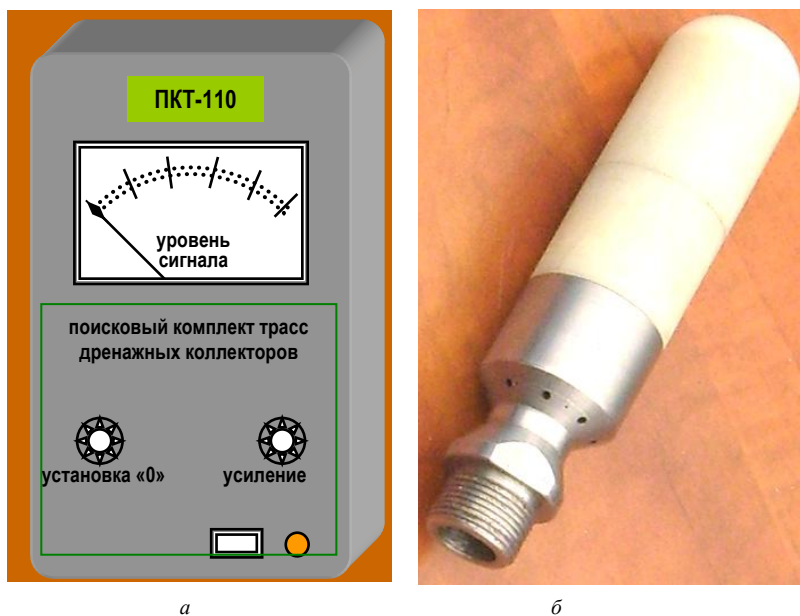 ПКТ-110
уровень
сигнала
поисковый комплект трасс
дренажных коллекторов
установка «0» усиление
а б